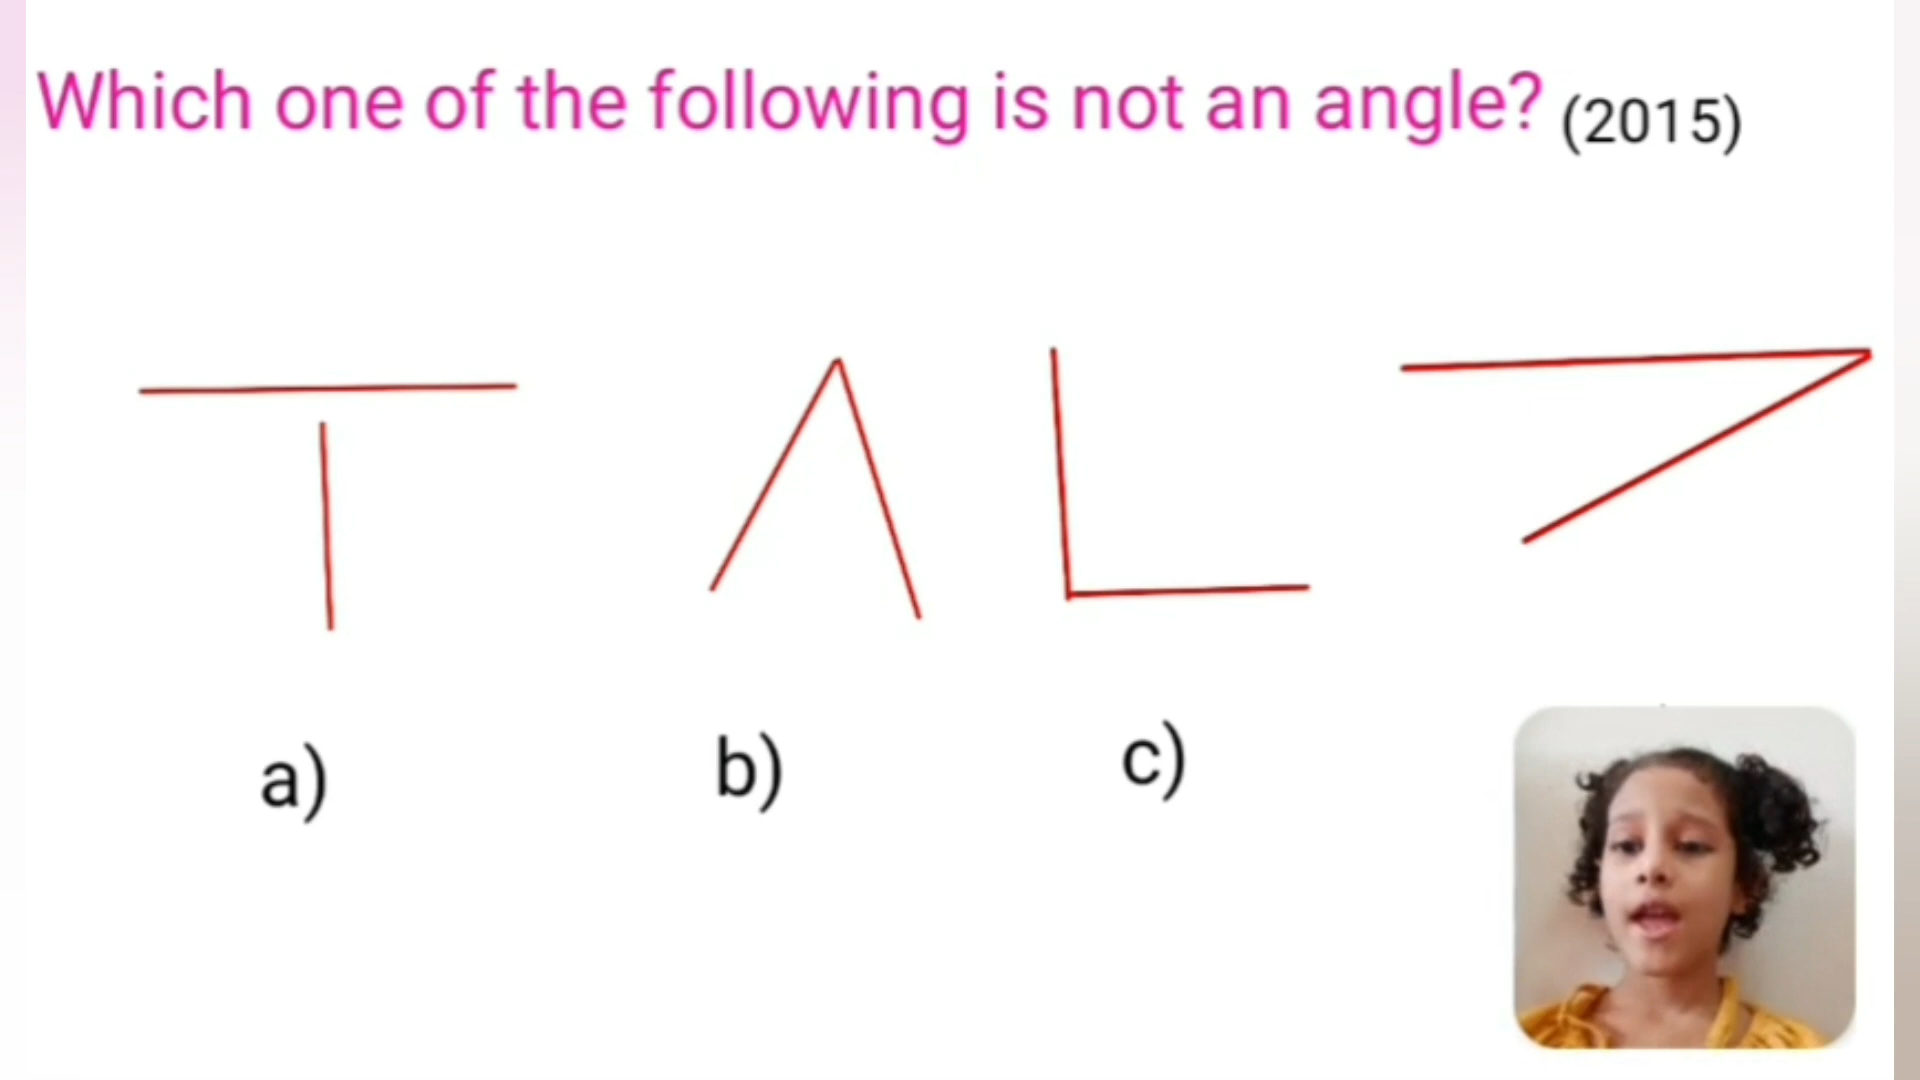 Which one of the following is not an angle? (2015)
a)
b)
c)